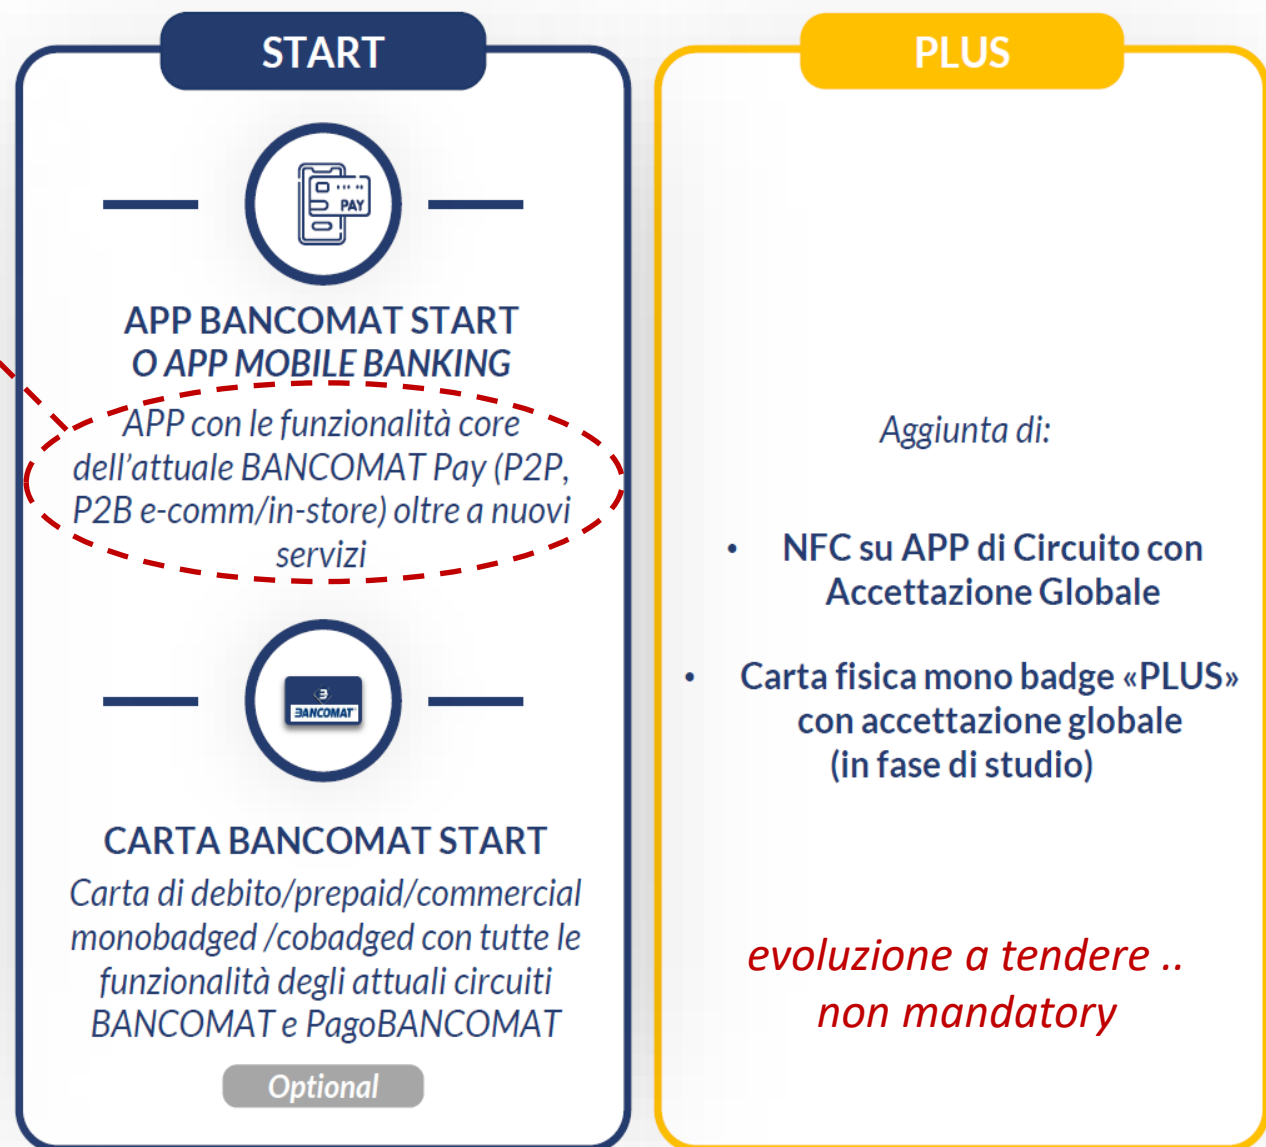 START
PAY
APP BANCOMAT START
O APP MOBILE BANKING
APP con le funzionalità core
dell'attuale BANCOMAT Pay (P2P,
P2B e-comm/in-store) oltre a nuovi
servizi
BANCOMAT
CARTA BANCOMAT START
Carta di debito/prepaid/commercial
monobadged /cobadged con tutte le
funzionalità degli attuali circuiti
BANCOMAT e PagoBANCOMAT
Optional
PLUS
Aggiunta di:
• NFC su APP di Circuito con
Accettazione Globale
• Carta fisica mono badge «PLUS»
con accettazione globale
(in fase di studio)
evoluzione a tendere ..
non mandatory